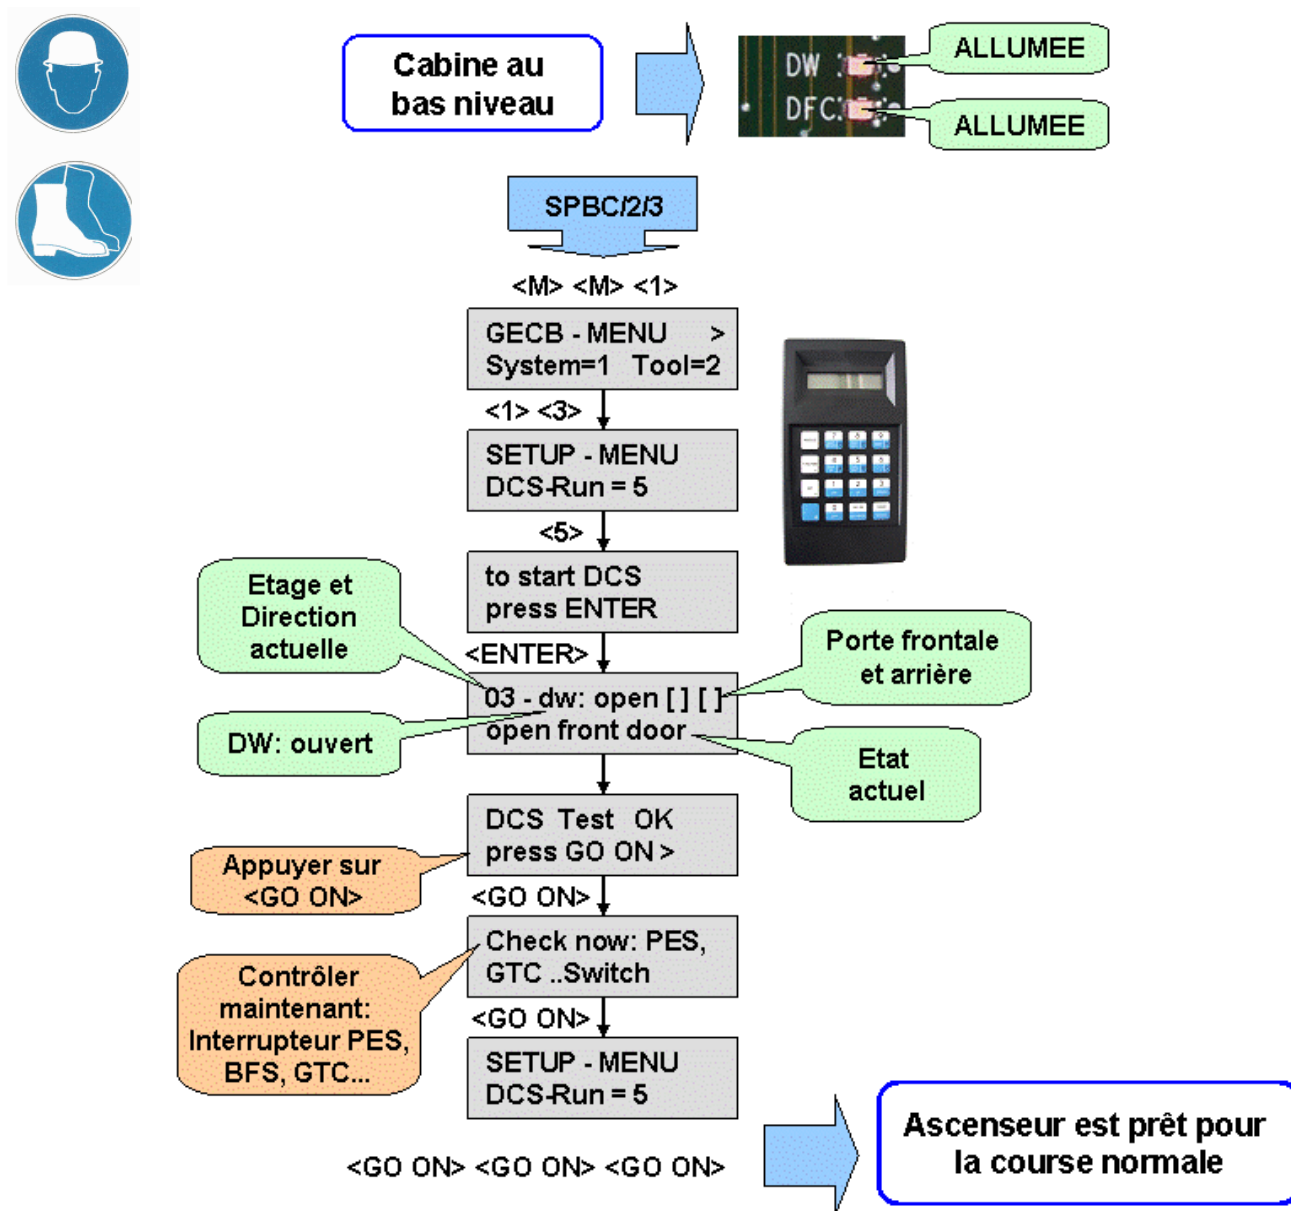 Cabine au
bas niveau
DW
DFC
ALLUMEE
ALLUMEE
SPBC/2/3
<M> <M> <1>
GECB - MENU >
System=1 Tool=2
<1> <3>
SETUP - MENU
DCS-Run = 5
<5>
to start DCS
press ENTER
Etage et
Direction
actuelle
<ENTER>
Porte frontale
et arrière
03 - dw: open [ ] [ ]
open front door
DW: ouvert
Etat
actuel
DCS Test OK
press GO ON >
Appuyer sur
<GO ON>
<GO ON>
Check now: PES,
GTC ..Switch
Contrôler
maintenant:
Interrupteur PES,
BFS, GTC...
<GO ON>
SETUP - MENU
DCS-Run = 5
<GO ON> <GO ON> <GO ON>
Ascenseur est prêt pour
la course normale